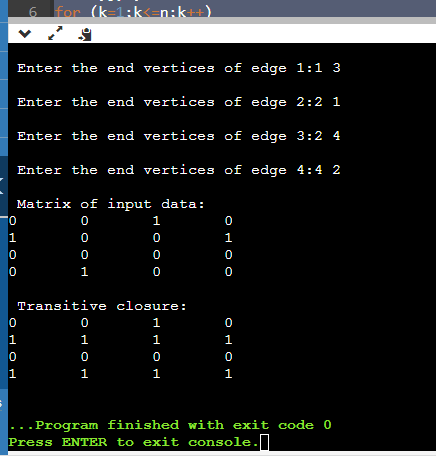 6 for (k=1;k<=n;k++)
Enter the end vertices of edge 1:1 3
Enter the end vertices of edge 2:2 1
Enter the end vertices of edge 3:2 4
Enter the end vertices of edge 4:4 2
Matrix of input data:
0 0 1 0
1 0 0 1
0 0 0 0
0 1 0 0
Transitive closure:
0 0 1 0
1 1 1 1
0 0 0 0
1 1 1 1
...Program finished with exit code 0
Press ENTER to exit console.